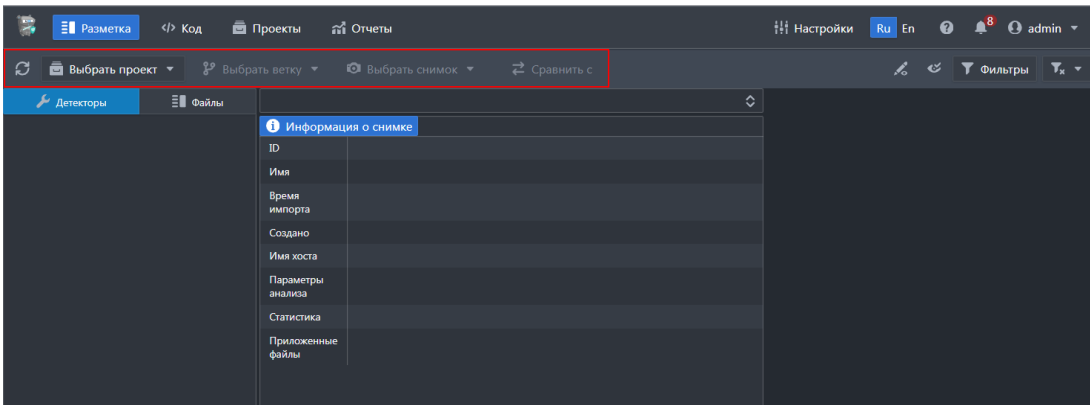 Разметка </> Код Проекты Отчеты Настройки Ru En 8 admin
Выбрать проект Выбрать ветку Выбрать снимок Сравнить с Фильтры
Детекторы Файлы
Информация о снимке
ID
Имя
Время
импорта
Создано
Имя хоста
Параметры
анализа
Статистика
Приложенные
файлы